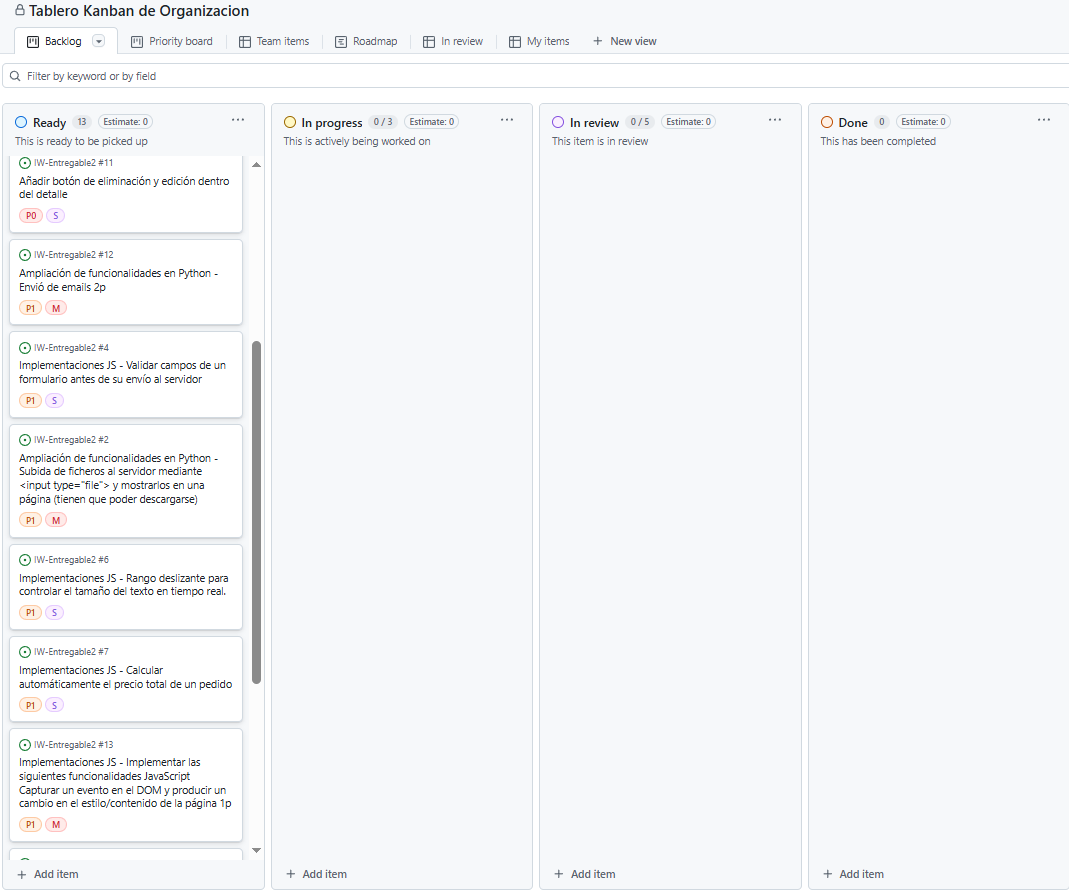 Tablero Kanban de Organizacion
Backlog
Priority board
Team items
Roadmap
In review
My items
New view
Filter by keyword or by field
Ready 13 Estimate: 0
This is ready to be picked up
IW-Entregable2 #11
Añadir botón de eliminación y edición dentro
del detalle
P0 S
IW-Entregable2 #12
Ampliación de funcionalidades en Python -
Envió de emails 2p
P1 M
IW-Entregable2 #4
Implementaciones JS - Validar campos de un
formulario antes de su envío al servidor
P1 S
IW-Entregable2 #2
Ampliación de funcionalidades en Python -
Subida de ficheros al servidor mediante
<input type="file"> y mostrarlos en una
página (tienen que poder descargarse)
P1 M
IW-Entregable2 #6
Implementaciones JS - Rango deslizante para
controlar el tamaño del texto en tiempo real.
P1 S
IW-Entregable2 #7
Implementaciones JS - Calcular
automáticamente el precio total de un pedido
P1 S
IW-Entregable2 #13
Implementaciones JS - Implementar las
siguientes funcionalidades JavaScript
Capturar un evento en el DOM y producir un
cambio en el estilo/contenido de la página 1p
P1 M
Add item
In progress 0 / 3 Estimate: 0
This is actively being worked on
Add item
In review 0 / 5 Estimate: 0
This item is in review
Add item
Done 0 Estimate: 0
This has been completed
Add item